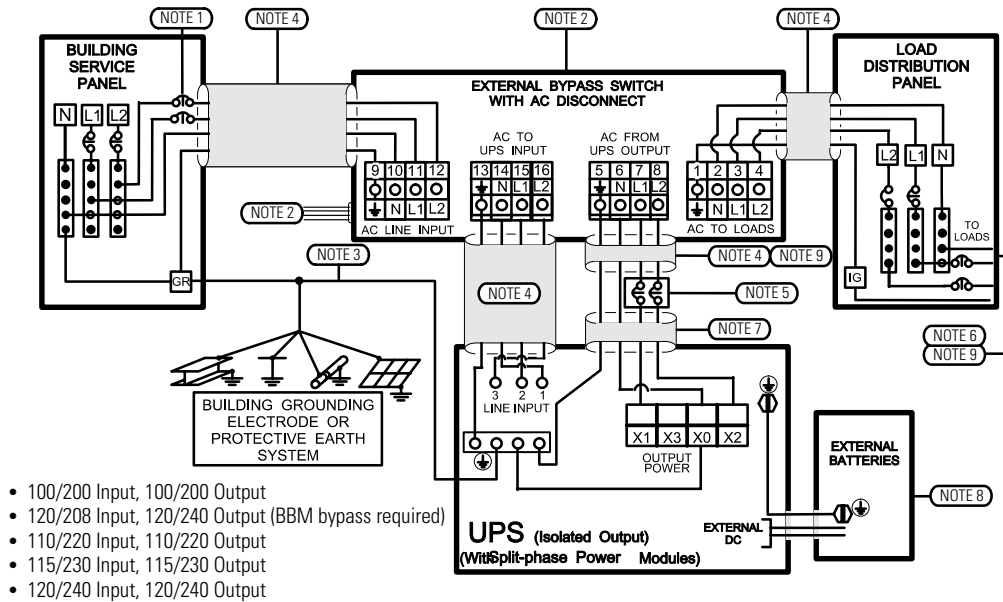 NOTE 1
NOTE 4
NOTE 2
NOTE 4
BUILDING
SERVICE
PANEL
N L1 L2
GR
EXTERNAL BYPASS SWITCH
WITH AC DISCONNECT
AC TO
UPS INPUT
AC FROM
UPS OUTPUT
9 10 11 12
N L1 L2
AC LINE INPUT
13 14 15 16
N L1 L2
5 6 7 8
N L1 L2
1 2 3 4
N L1 L2
AC TO LOADS
LOAD
DISTRIBUTION
PANEL
L2 L1 N
TO
LOADS
IG
NOTE 2
NOTE 3
NOTE 4
NOTE 4
NOTE 9
NOTE 5
NOTE 7
NOTE 6
NOTE 9
BUILDING GROUNDING
ELECTRODE OR
PROTECTIVE EARTH
SYSTEM
3 2 1
LINE INPUT
X1 X3 X0 X2
OUTPUT
POWER
UPS (Isolated Output)
(WithSplit-phase Power Modules)
EXTERNAL
DC
EXTERNAL
BATTERIES
NOTE 8
• 100/200 Input, 100/200 Output
• 120/208 Input, 120/240 Output (BBM bypass required)
• 110/220 Input, 110/220 Output
• 115/230 Input, 115/230 Output
• 120/240 Input, 120/240 Output